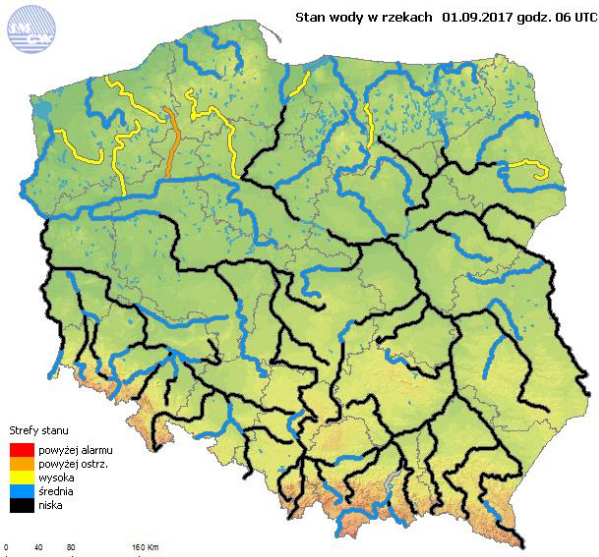 Stan wody w rzekach 01.09.2017 godz. 06 UTC
Strefy stanu
powyżej alarmu
powyżej ostrz.
wysoka
średnia
niska
0 40 80 160 Km